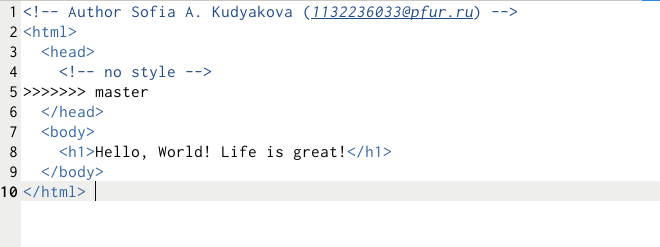 1 <!-- Author Sofia A. Kudyakova (1132236033@pfur.ru) -->
2 <html>
3   <head>
4     <!-- no style -->
5 >>>>>>> master
6   </head>
7   <body>
8     <h1>Hello, World! Life is great!</h1>
9   </body>
10 </html>